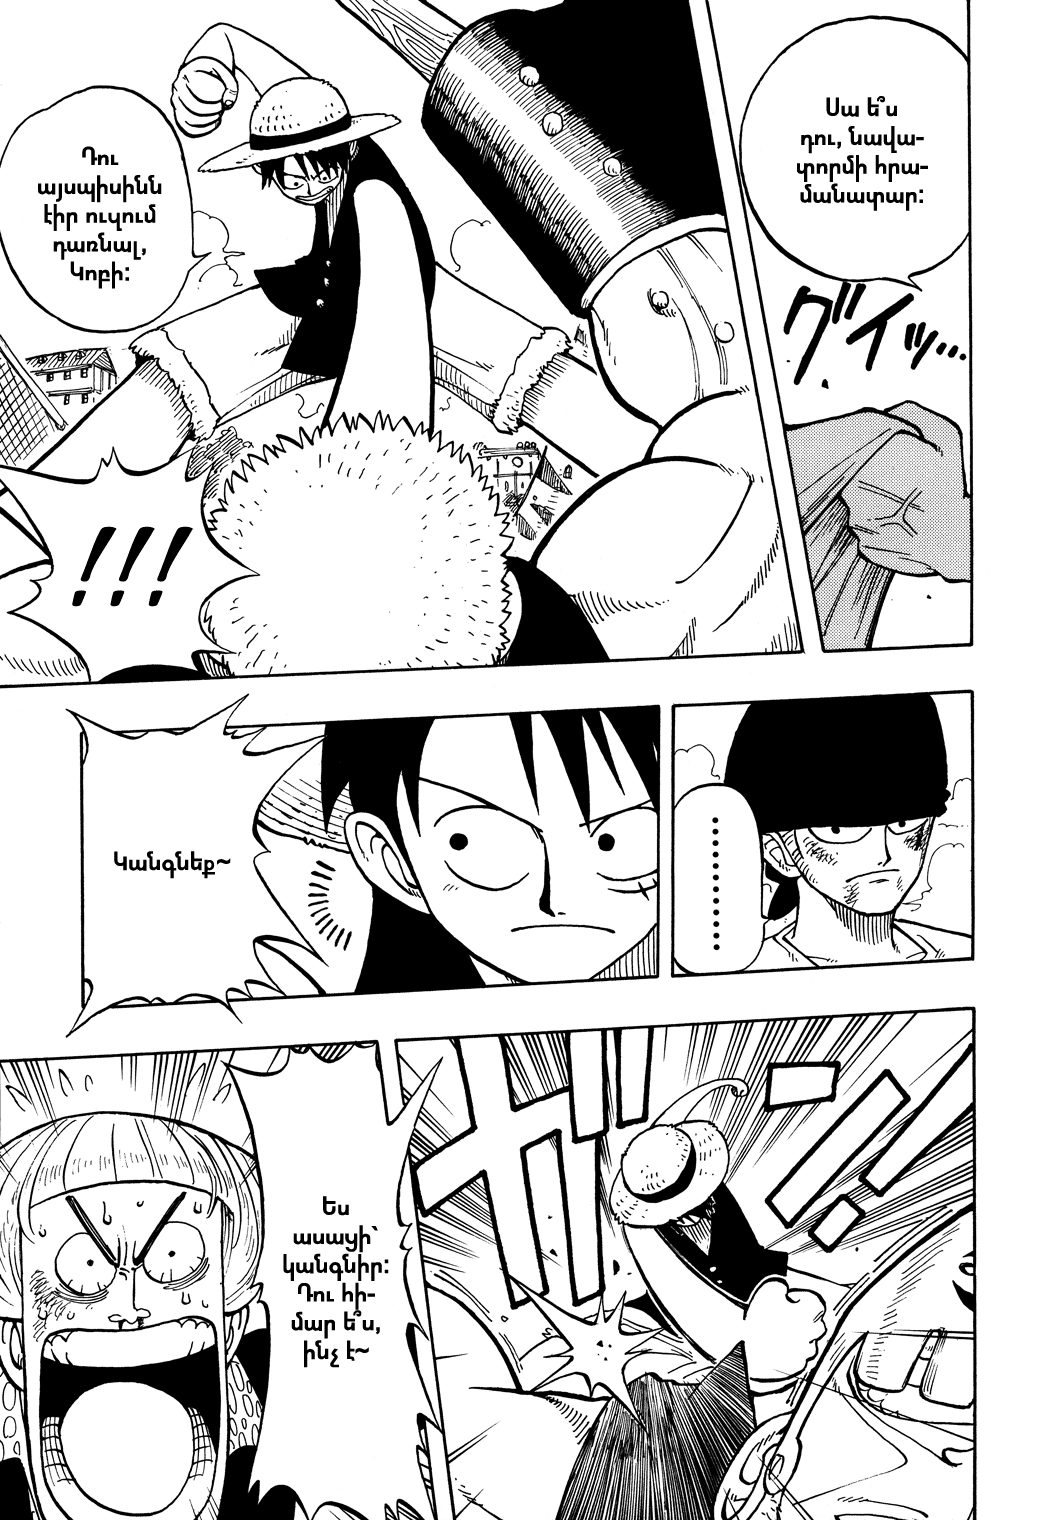 Սա ե՞ս
դու, նավա-
տորմի հրա-
մանատար:
グイッ...
Դու
այսպիսինն
էիր ուզում
դառնալ,
Կոբի:
!!!
..........
Կանգնեք~
Ես
ասացի՝
կանգնիր:
Դու հի-
մար ե՞ս,
ինչ է~